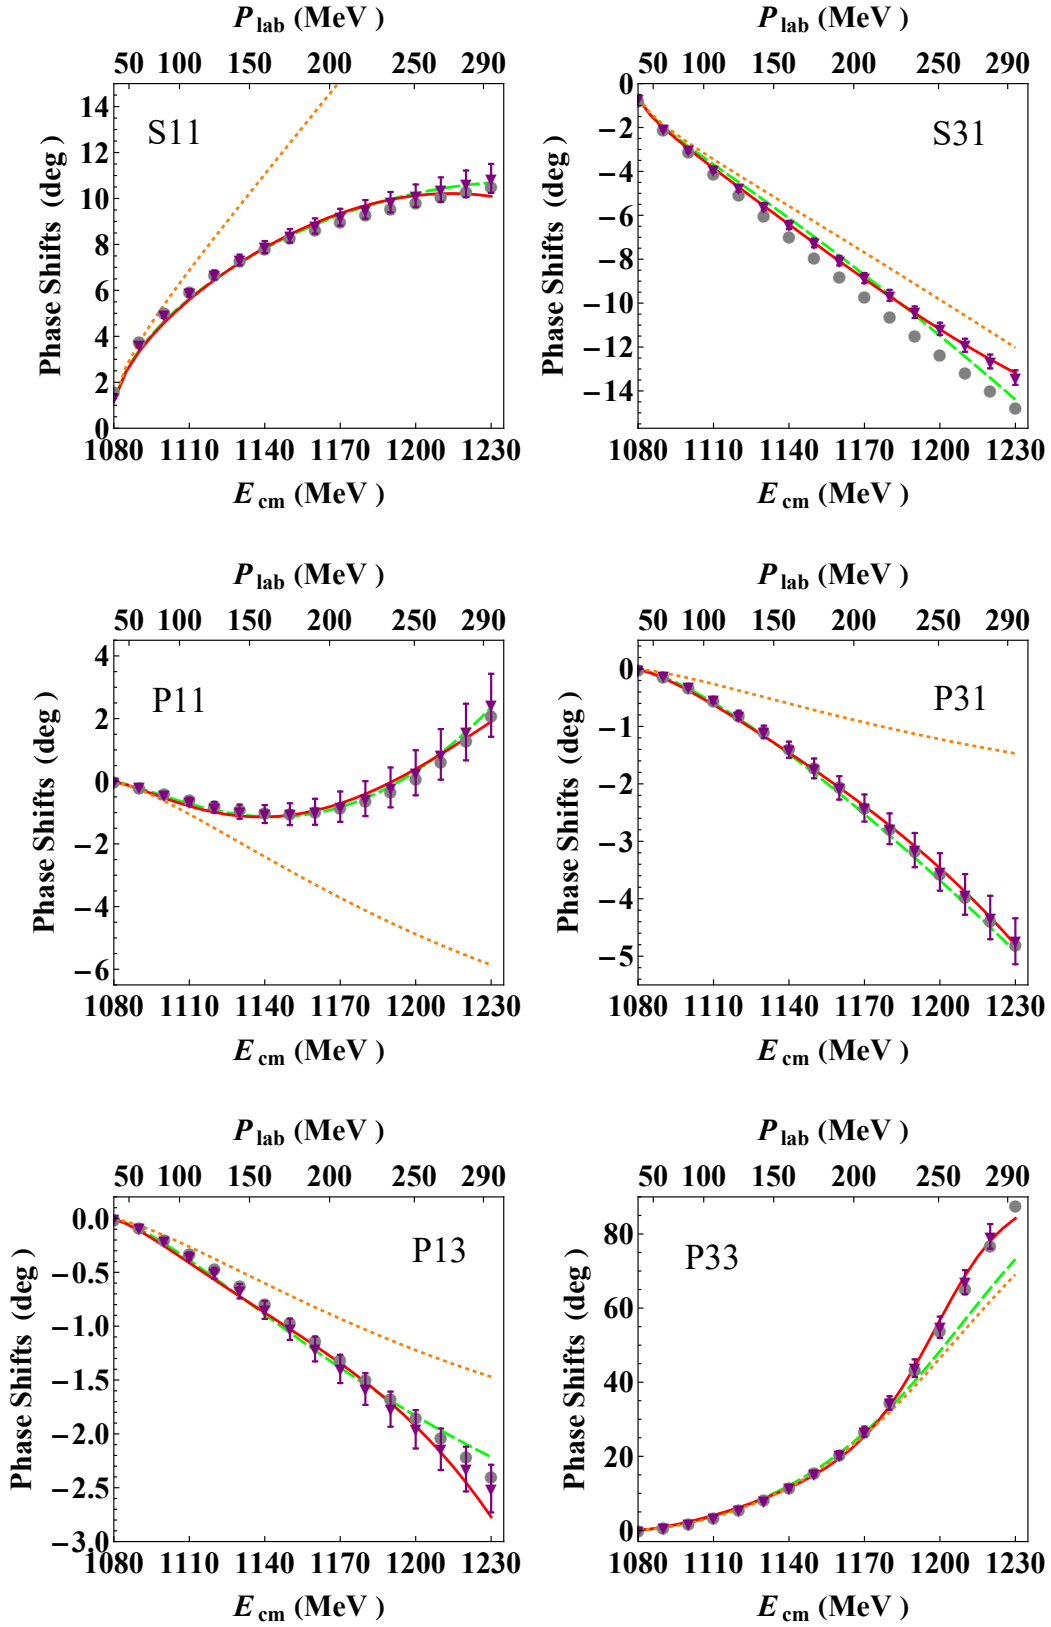 P lab (MeV )
50 100 150 200 250 290
14
12
10
8
6
4
2
0
Phase Shifts (deg )
S11
1080 1110 1140 1170 1200 1230
E cm (MeV )
P lab (MeV )
50 100 150 200 250 290
0
−2
−4
−6
−8
−10
−12
−14
Phase Shifts (deg )
S31
1080 1110 1140 1170 1200 1230
E cm (MeV )
P lab (MeV )
50 100 150 200 250 290
4
2
0
−2
−4
−6
Phase Shifts (deg )
P11
1080 1110 1140 1170 1200 1230
E cm (MeV )
P lab (MeV )
50 100 150 200 250 290
0
−1
−2
−3
−4
−5
Phase Shifts (deg )
P31
1080 1110 1140 1170 1200 1230
E cm (MeV )
P lab (MeV )
50 100 150 200 250 290
0.0
−0.5
−1.0
−1.5
−2.0
−2.5
−3.0
Phase Shifts ((deg )
P13
1080 1110 1140 1170 1200 1230
E cm (MeV )
P lab (MeV )
50 100 150 200 250 290
80
60
40
20
0
Phase Shifts (deg )
P33
1080 1110 1140 1170 1200 1230
E cm (MeV )